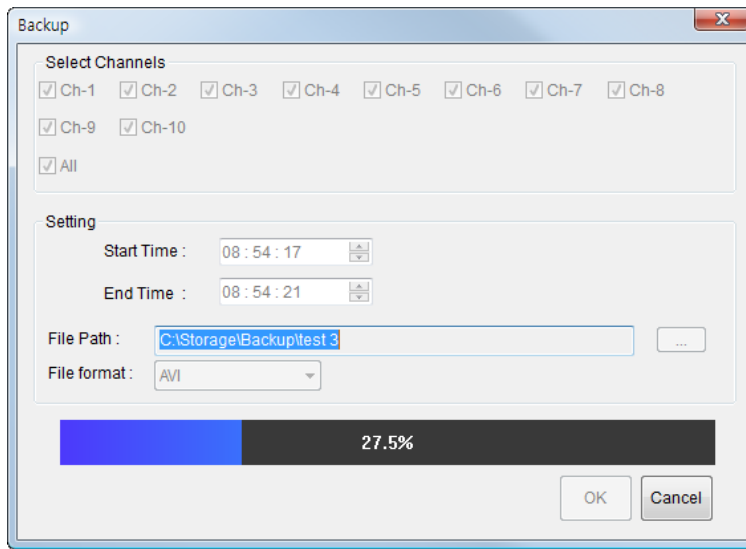 Backup
Select Channels
Ch-1 Ch-2 Ch-3 Ch-4 Ch-5 Ch-6 Ch-7 Ch-8
Ch-9 Ch-10
All
Setting
Start Time : 08 : 54 : 17
End Time : 08 : 54 : 21
File Path : C:\Storage\Backup\test 3 ...
File format : AVI
27.5%
OK Cancel